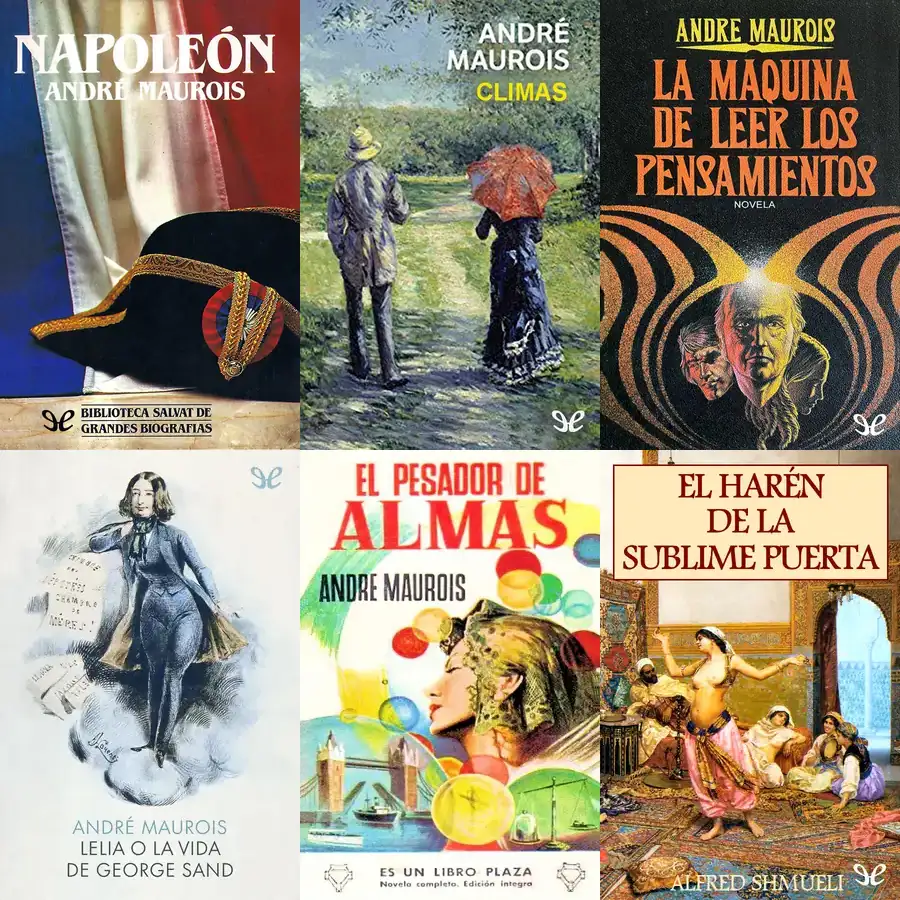 NAPOLEÓN
ANDRÉ MAUROIS
BIBLIOTECA SALVAT DE
GRANDES BIOGRAFIAS
ANDRÉ
MAUROIS
CLIMAS
ANDRE MAUROIS
LA MAQUINA
DE LEER LOS
PENSAMIENTOS
NOVELA
ANDRÉ MAUROIS
LELIA O LA VIDA
DE GEORGE SAND
EL PESADOR DE
ALMAS
ANDRE MAUROIS
ES UN LIBRO PLAZA
Novela completa. Edición integra
EL HARÉN
DE LA
SUBLIME PUERTA
ALFRED SHMUELI